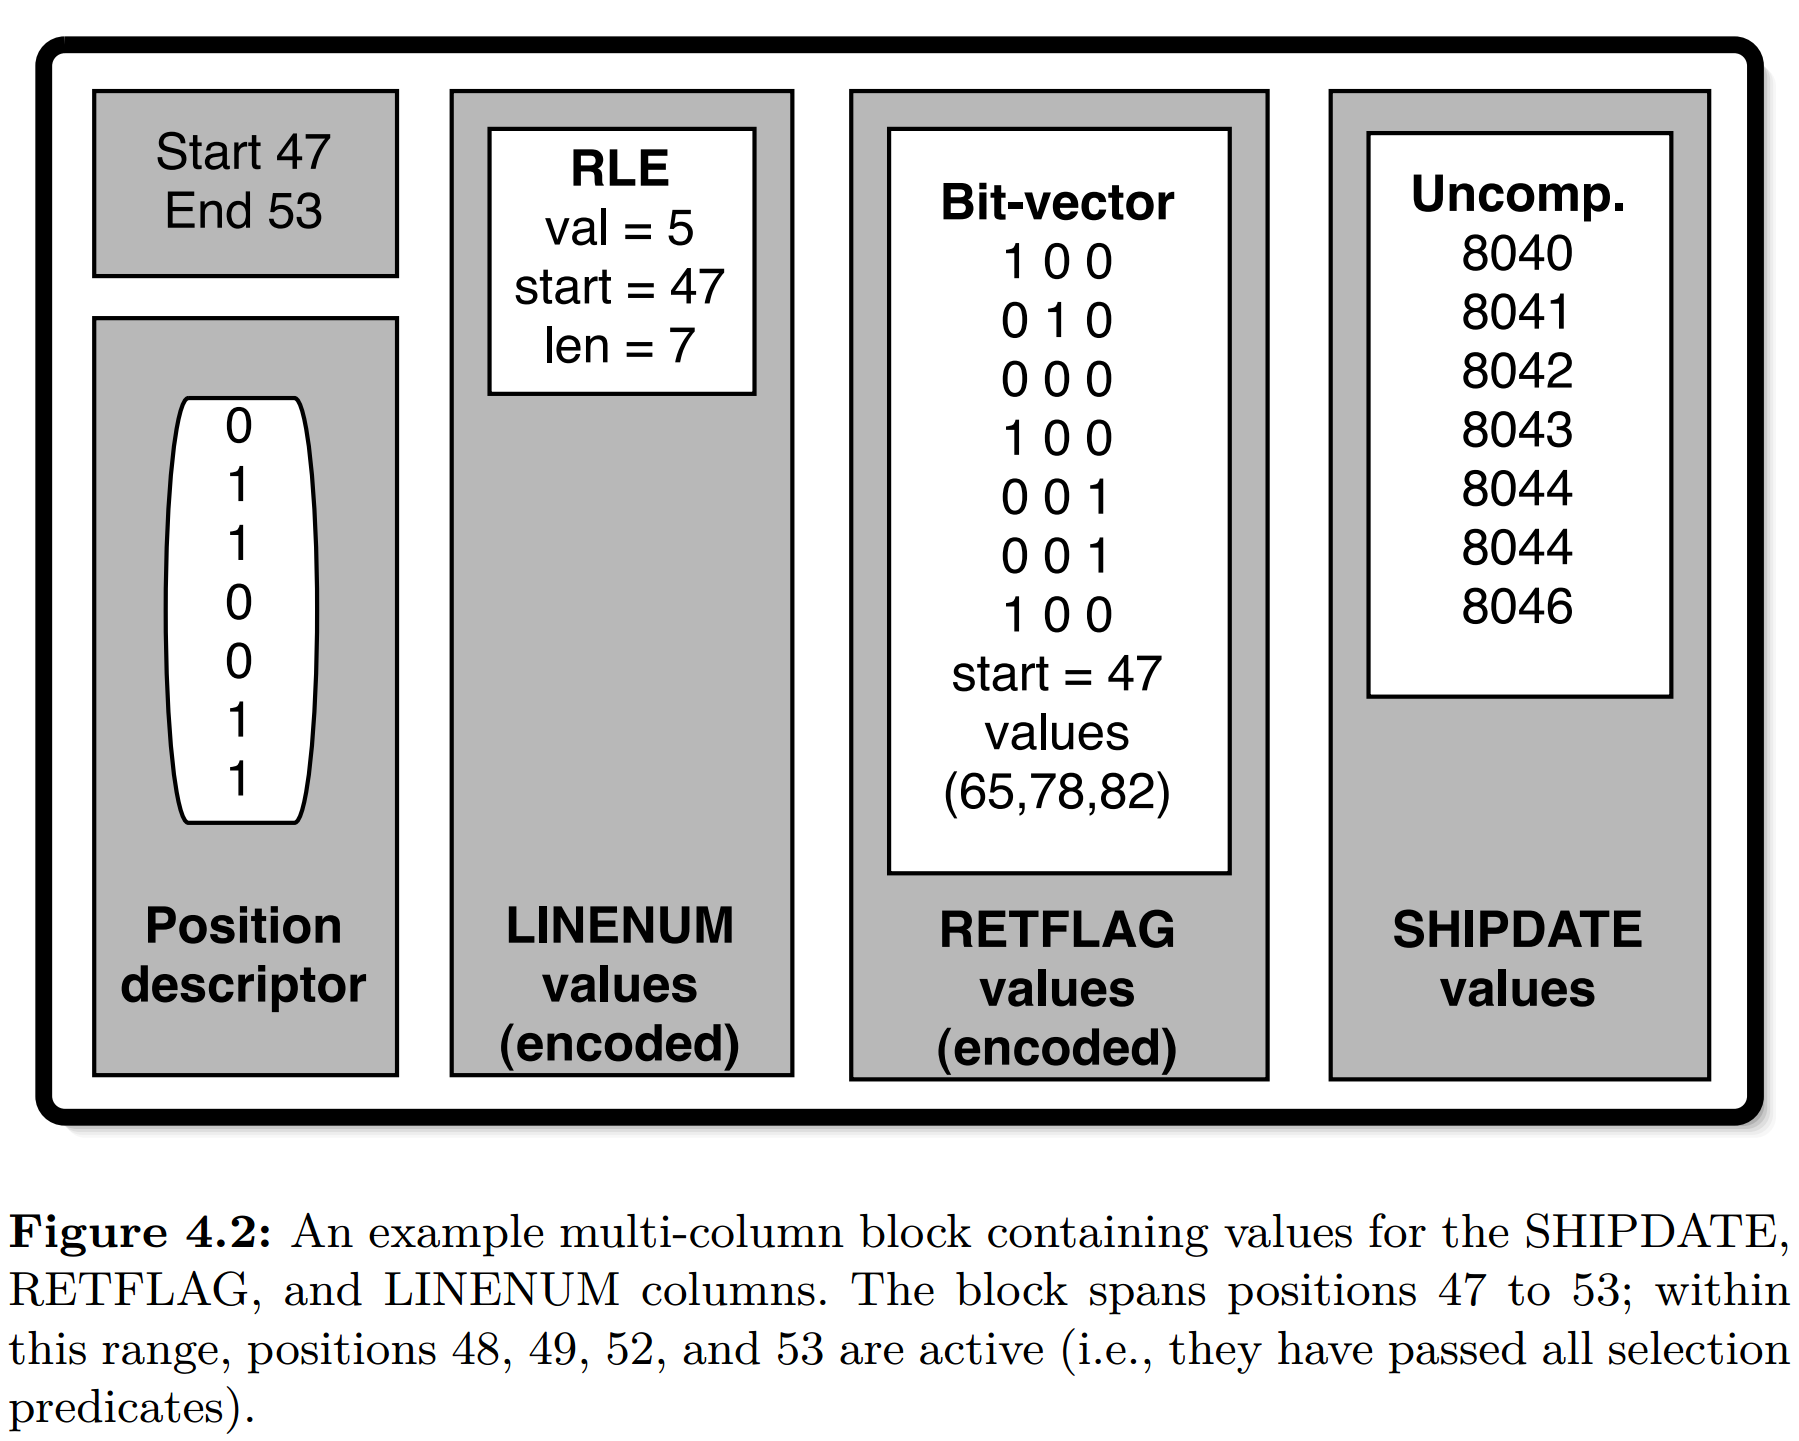 Start 47
End 53
0
1
1
0
0
1
1
Position
descriptor
RLE
val = 5
start = 47
len = 7
LINENUM
values
(encoded)
Bit-vector
1 0 0
0 1 0
0 0 0
1 0 0
0 0 1
0 0 1
1 0 0
start = 47
values
(65,78,82)
RETFLAG
values
(encoded)
Uncomp.
8040
8041
8042
8043
8044
8044
8046
SHIPDATE
values
Figure 4.2: An example multi-column block containing values for the SHIPDATE,
RETFLAG, and LINENUM columns. The block spans positions 47 to 53; within
this range, positions 48, 49, 52, and 53 are active (i.e., they have passed all selection
predicates).